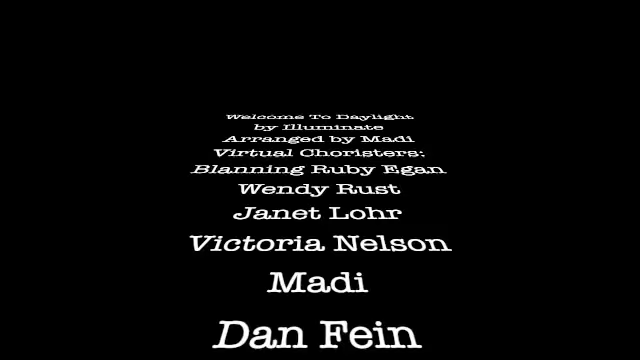 Welcome To Daylight
by Illuminate
Arranged by Madi
Virtual Choristers:
Blanning Ruby Egan
Wendy Rust
Janet Lohr
Victoria Nelson
Madi
Dan Fein